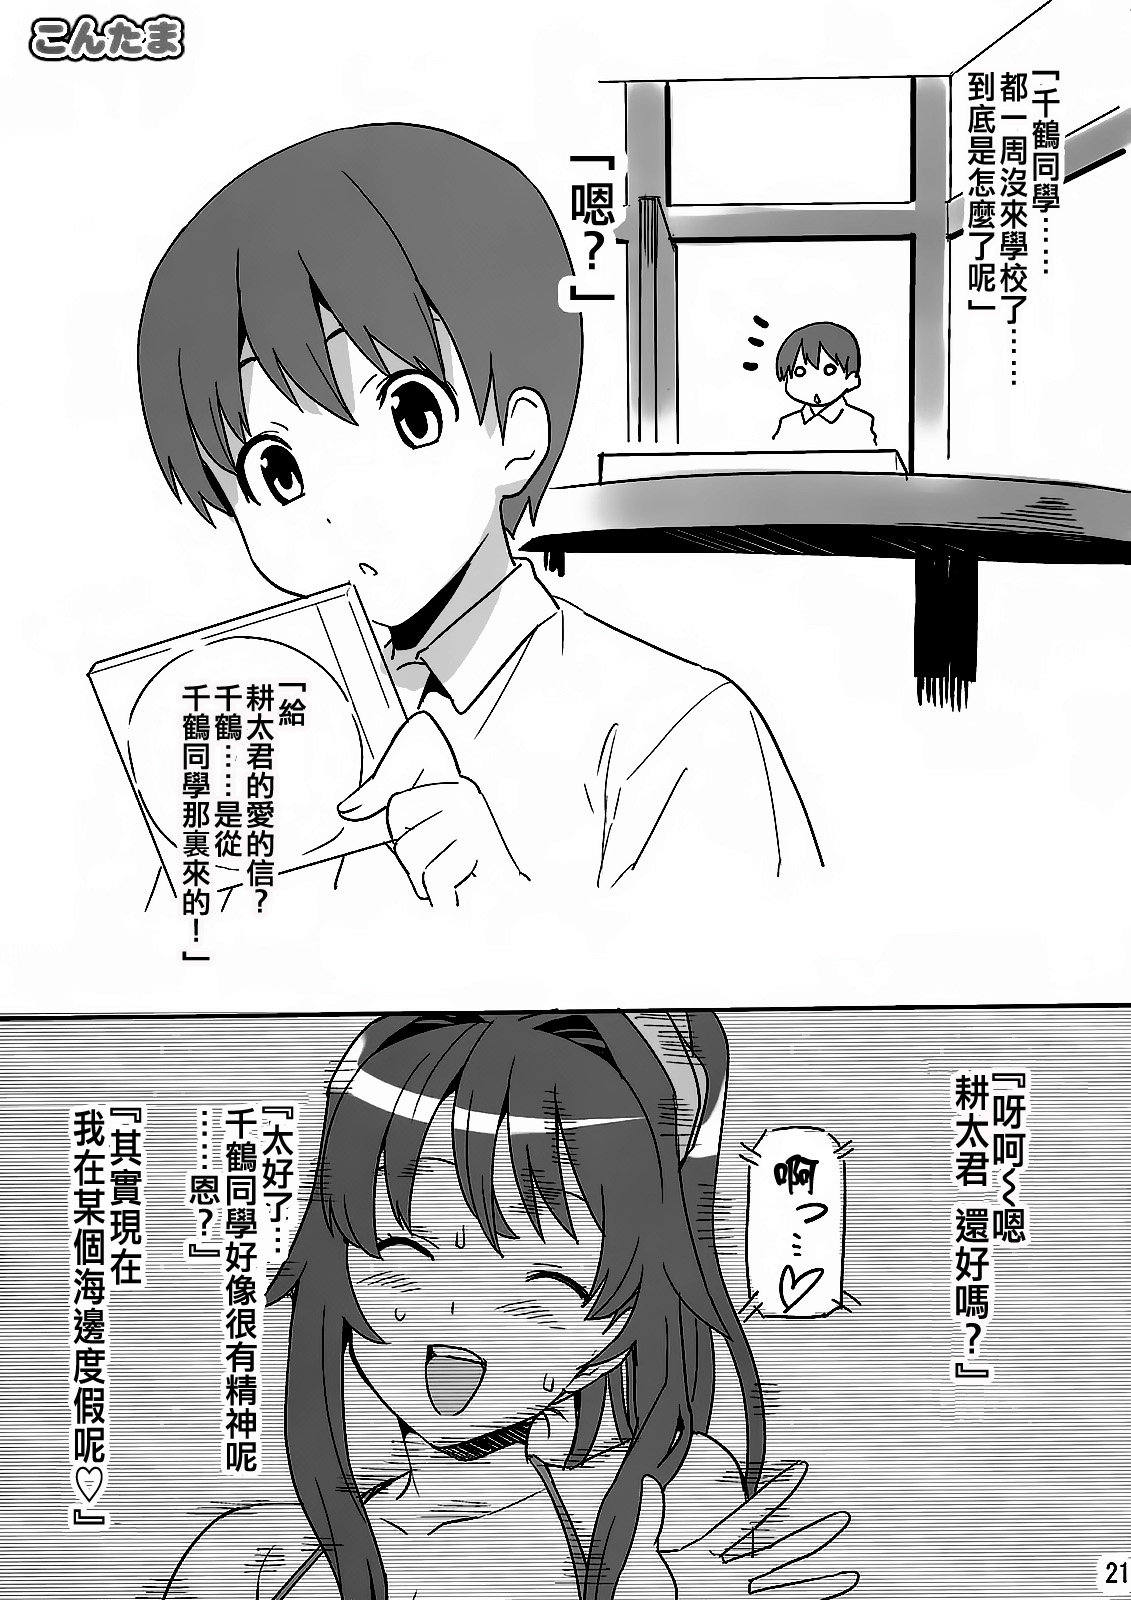 こんたま
「千鶴同學……
都一周沒來學校了……
到底是怎麼了呢」
「嗯?」
「給
耕太君的愛的信?
千鶴……是從
千鶴同學那裏來的!」
『呀呵~嗯
耕太君 還好嗎?』
啊っ…♡
『太好了…
千鶴同學好像很有精神呢
……恩?』
『其實現在
我在某個海邊度假呢♡』
21